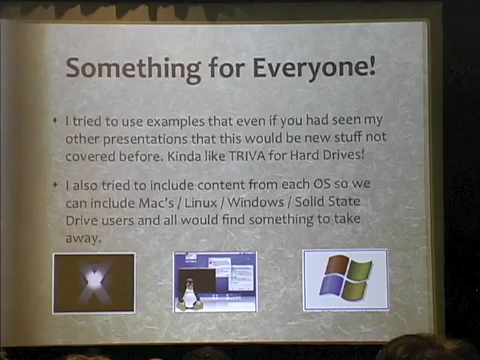 Something for Everyone!
I tried to use examples that even if you had seen my
other presentations that this would be new stuff not
covered before. Kinda like TRIVA for Hard Drives!
I also tried to include content from each OS so we
can include Mac's / Linux / Windows / Solid State
Drive users and all would find something to take
away.
X